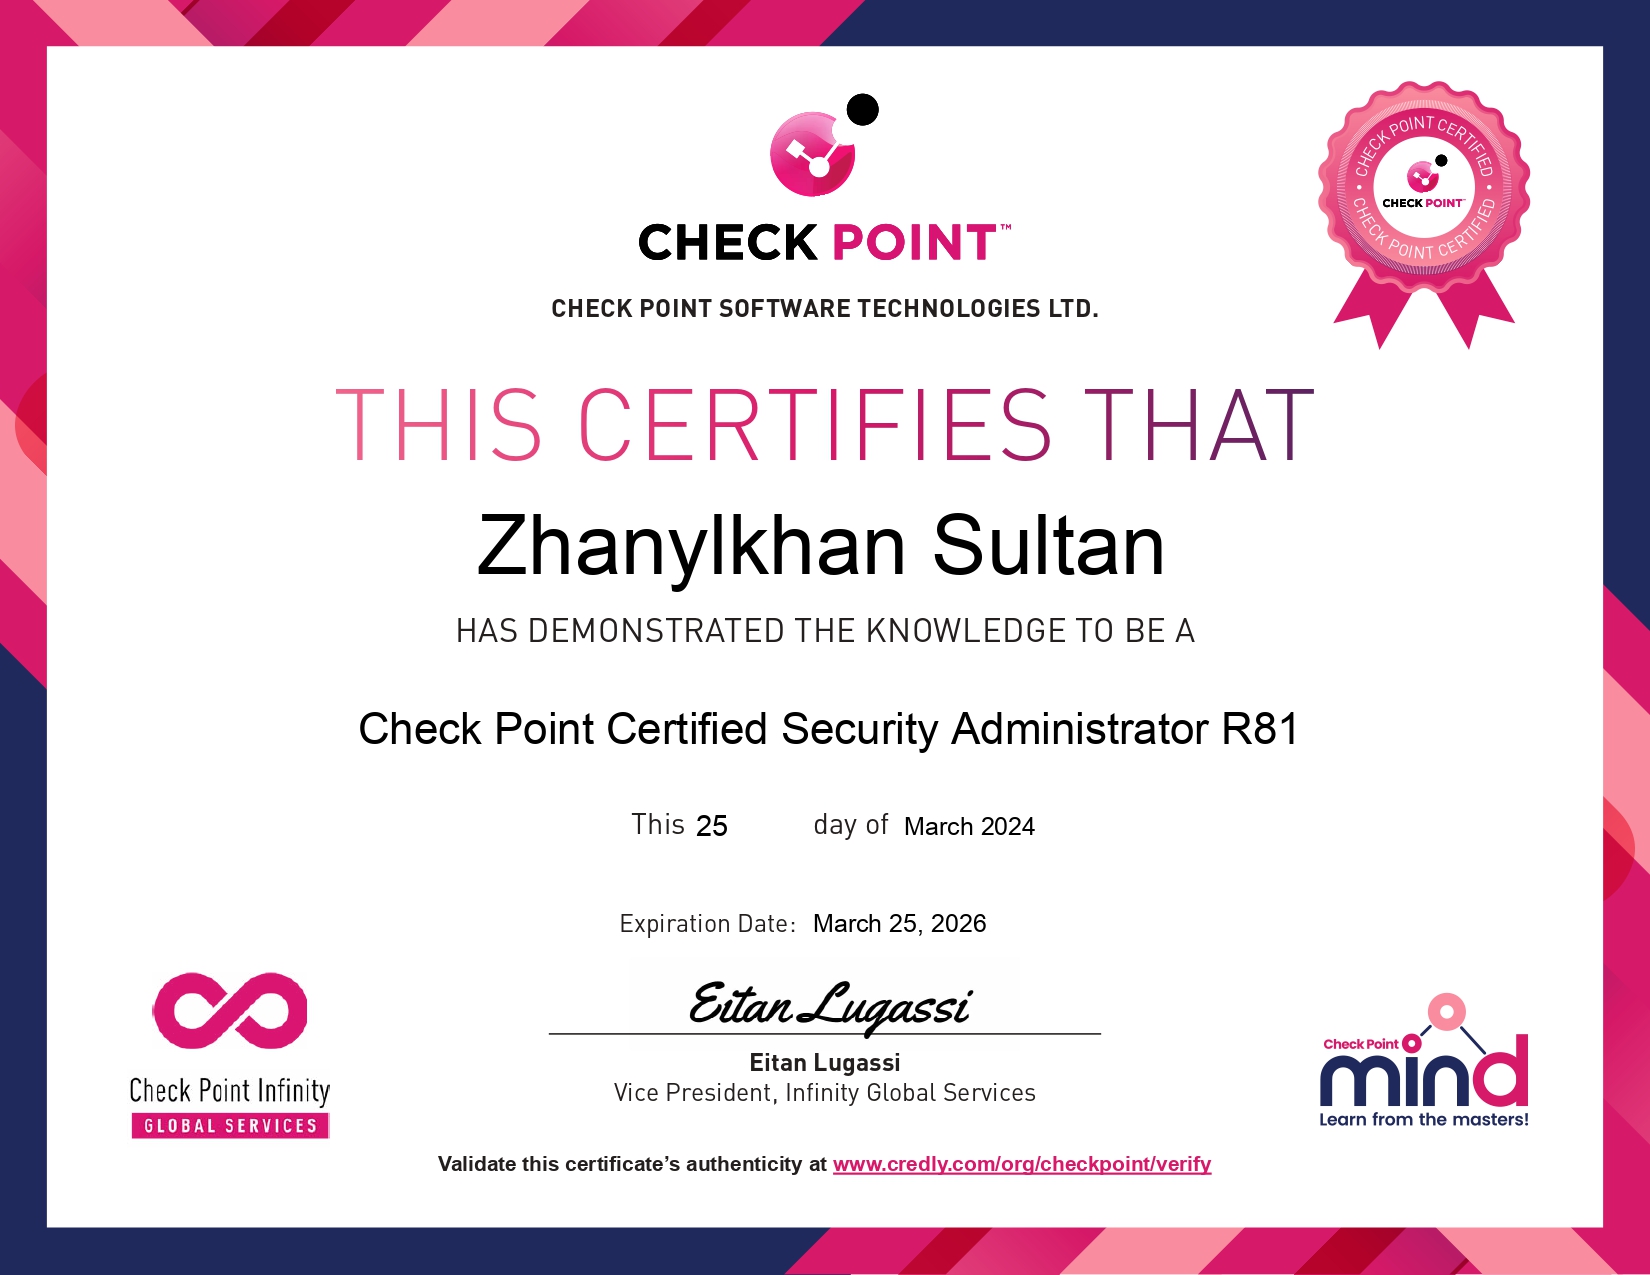 CHECK POINT™
CHECK POINT SOFTWARE TECHNOLOGIES LTD.
• CHECK POINT CERTIFIED •
CHECK POINT
CHECK POINT CERTIFIED
THIS CERTIFIES THAT
Zhanylkhan Sultan
HAS DEMONSTRATED THE KNOWLEDGE TO BE A
Check Point Certified Security Administrator R81
This 25 day of March 2024
Expiration Date: March 25, 2026
Eitan Lugassi
Eitan Lugassi
Vice President, Infinity Global Services
Check Point Infinity
GLOBAL SERVICES
Check Point
mind
Learn from the masters!
Validate this certificate's authenticity at www.credly.com/org/checkpoint/verify